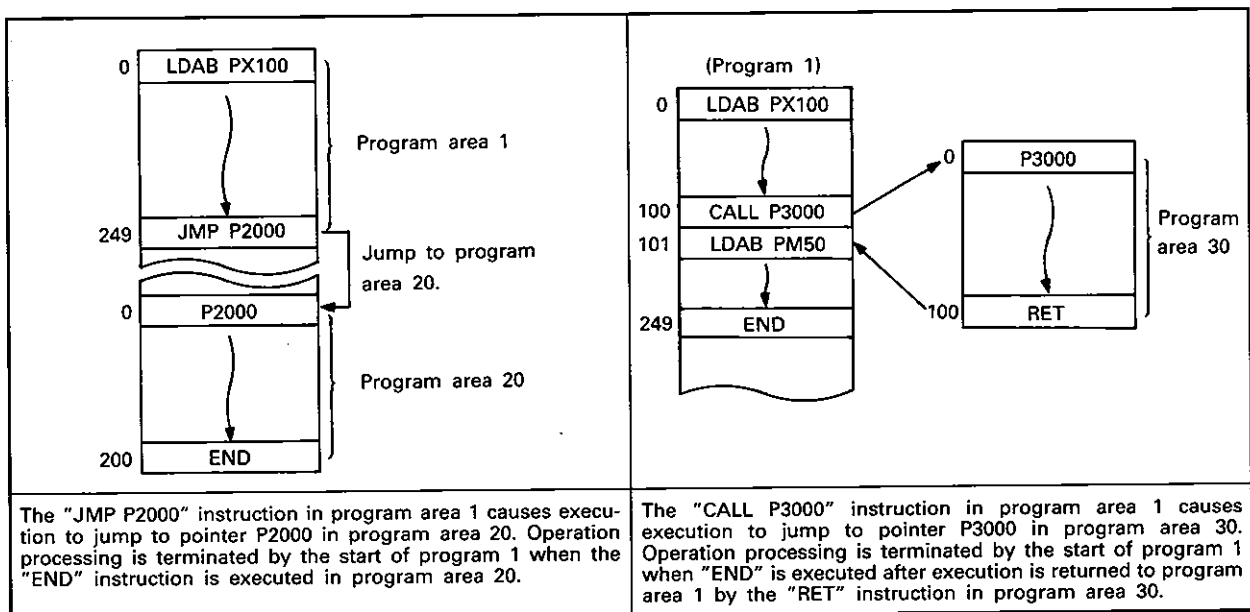 0 LDAB PX100
Program area 1
249 JMP P2000
Jump to program
area 20.
0 P2000
Program area 20
200 END
The "JMP P2000" instruction in program area 1 causes execu-
tion to jump to pointer P2000 in program area 20. Operation
processing is terminated by the start of program 1 when the
"END" instruction is executed in program area 20.
(Program 1)
0 LDAB PX100
100 CALL P3000
101 LDAB PM50
249 END
0 P3000
Program
area 30
100 RET
The "CALL P3000" instruction in program area 1 causes
execution to jump to pointer P3000 in program area 30.
Operation processing is terminated by the start of program 1
when "END" is executed after execution is returned to program
area 1 by the "RET" instruction in program area 30.